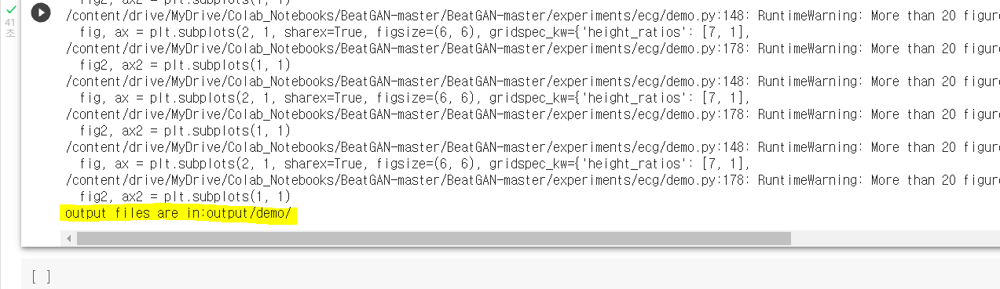 fig2, ax2 = plt.subplots(1, 1)
/content/drive/MyDrive/Colab_Notebooks/BeatGAN-master/BeatGAN-master/experiments/ecg/demo.py:148: RuntimeWarning: More than 20 figure
41 fig, ax = plt.subplots(2, 1, sharex=True, figsize=(6, 6), gridspec_kw={'height_ratios': [7, 1],
초
/content/drive/MyDrive/Colab_Notebooks/BeatGAN-master/BeatGAN-master/experiments/ecg/demo.py:178: RuntimeWarning: More than 20 figure
fig2, ax2 = plt.subplots(1, 1)
/content/drive/MyDrive/Colab_Notebooks/BeatGAN-master/BeatGAN-master/experiments/ecg/demo.py:148: RuntimeWarning: More than 20 figure
fig, ax = plt.subplots(2, 1, sharex=True, figsize=(6, 6), gridspec_kw={'height_ratios': [7, 1],
/content/drive/MyDrive/Colab_Notebooks/BeatGAN-master/BeatGAN-master/experiments/ecg/demo.py:178: RuntimeWarning: More than 20 figure
fig2, ax2 = plt.subplots(1, 1)
/content/drive/MyDrive/Colab_Notebooks/BeatGAN-master/BeatGAN-master/experiments/ecg/demo.py:148: RuntimeWarning: More than 20 figure
fig, ax = plt.subplots(2, 1, sharex=True, figsize=(6, 6), gridspec_kw={'height_ratios': [7, 1],
/content/drive/MyDrive/Colab_Notebooks/BeatGAN-master/BeatGAN-master/experiments/ecg/demo.py:178: RuntimeWarning: More than 20 figure
fig2, ax2 = plt.subplots(1, 1)
output files are in:output/demo/
[ ]